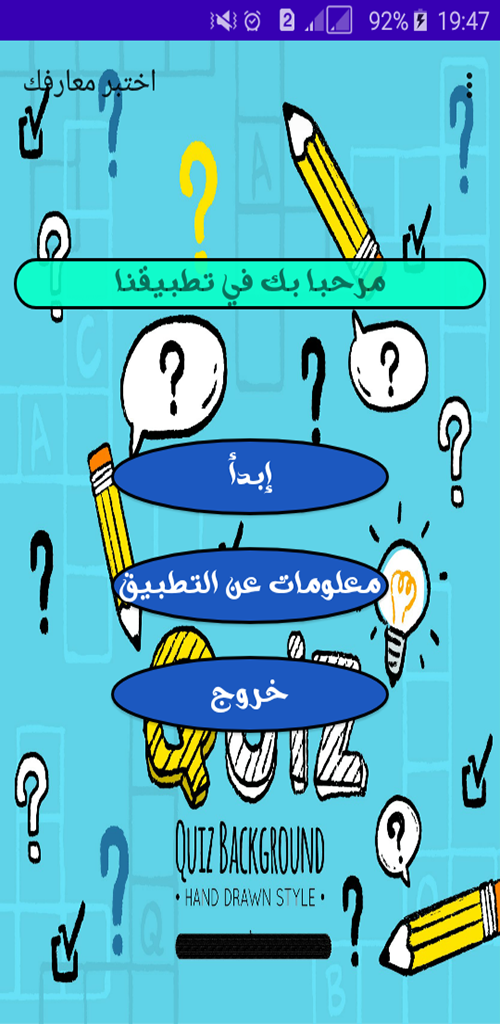 2 92% 19:47
اختبر معارفك
مرحبا بك في تطبيقنا
إبدأ
معلومات عن التطبيق
خروج
QUIZ
QUIZ BACKGROUND
• HAND DRAWN STYLE •